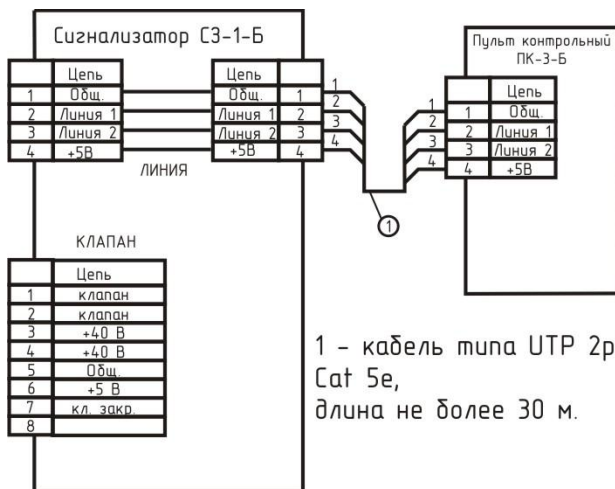 Сигнализатор СЗ-1-Б
Цепь
1 Общ.
2 Линия 1
3 Линия 2
4 +5В
Цепь
Общ. 1
Линия 1 2
Линия 2 3
+5В 4
ЛИНИЯ
1
2
3
4
1
2
3
4
1
Пульт контрольный
ПК-3-Б
Цепь
1 Общ.
2 Линия 1
3 Линия 2
4 +5В
КЛАПАН
Цепь
1 клапан
2 клапан
3 +40 В
4 +40 В
5 Общ.
6 +5 В
7 кл. закр.
8
1 - кабель типа UTP 2p
Cat 5e,
длина не более 30 м.